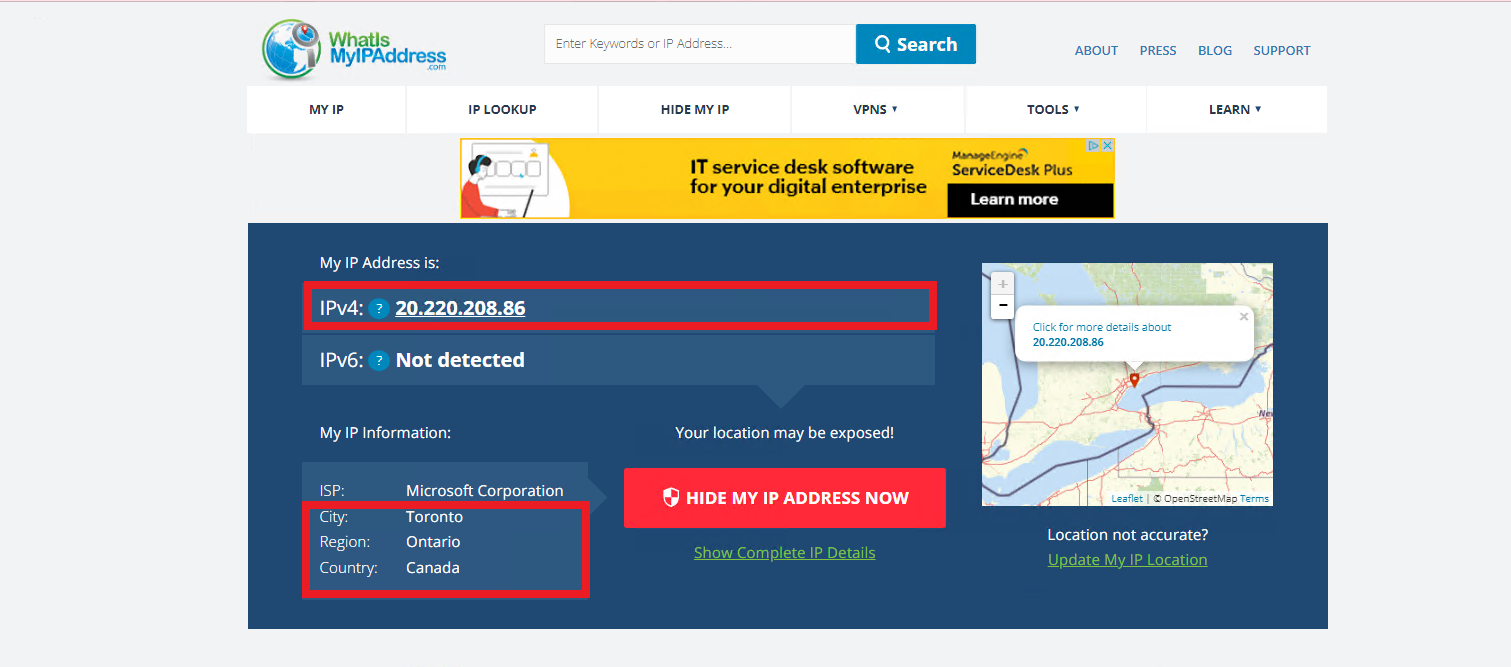 WhatIs
MyIPAddress
.com
Enter Keywords or IP Address...
Search
ABOUT
PRESS
BLOG
SUPPORT
MY IP
IP LOOKUP
HIDE MY IP
VPNS
TOOLS
LEARN
IT service desk software
for your digital enterprise
ManageEngine
ServiceDesk Plus
Learn more
My IP Address is:
IPv4: ? 20.220.208.86
IPv6: ? Not detected
My IP Information:
ISP: Microsoft Corporation
City: Toronto
Region: Ontario
Country: Canada
Your location may be exposed!
HIDE MY IP ADDRESS NOW
Show Complete IP Details
+
−
×
Click for more details about
20.220.208.86
New
Leaflet | © OpenStreetMap Terms
Location not accurate?
Update My IP Location